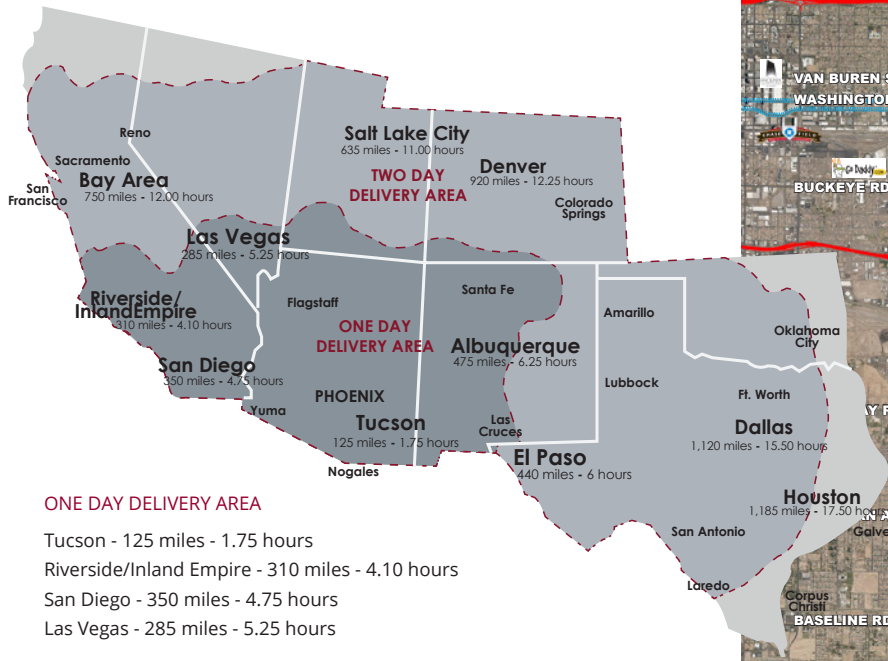 VAN BUREN S
WASHINGTON
CHASE FIELD
Go Daddy
BUCKEYE RD
Reno
Sacramento
Bay Area
750 miles - 12.00 hours
San
Francisco
Salt Lake City
635 miles - 11.00 hours
Denver
920 miles - 12.25 hours
TWO DAY
DELIVERY AREA
Colorado
Springs
Las Vegas
285 miles - 5.25 hours
Riverside/
InlandEmpire
310 miles - 4.10 hours
Flagstaff
Santa Fe
ONE DAY
DELIVERY AREA
Albuquerque
475 miles - 6.25 hours
Amarillo
Oklahoma
City
San Diego
350 miles - 4.75 hours
PHOENIX
Lubbock
Ft. Worth
Yuma
Tucson
125 miles - 1.75 hours
Las
Cruces
Dallas
1,120 miles - 15.50 hours
Nogales
El Paso
440 miles - 6 hours
Houston
1,185 miles - 17.50 hours
San Antonio
Galve
Laredo
Corpus
Christi
BASELINE RD
ONE DAY DELIVERY AREA
Tucson - 125 miles - 1.75 hours
Riverside/Inland Empire - 310 miles - 4.10 hours
San Diego - 350 miles - 4.75 hours
Las Vegas - 285 miles - 5.25 hours